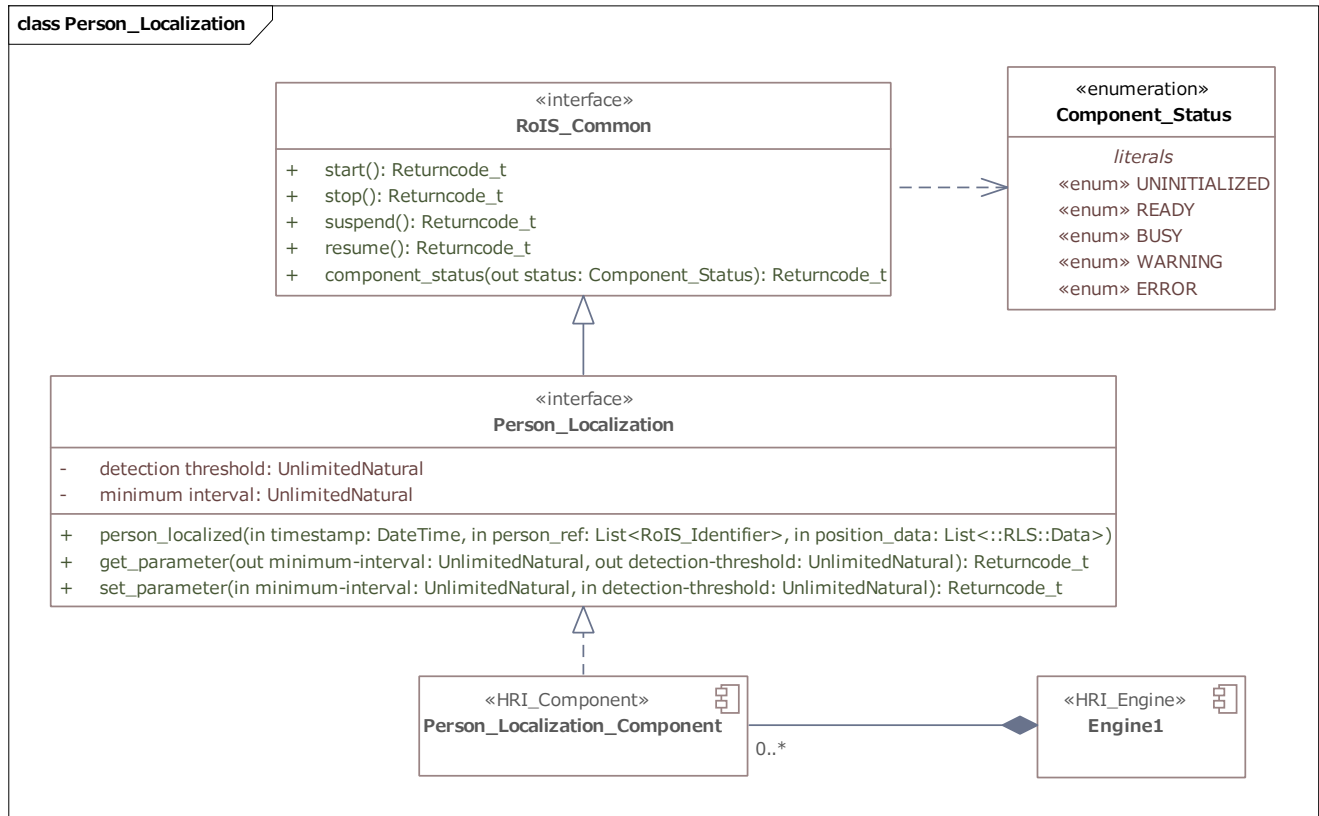 class Person_Localization
«interface»
RoIS_Common
+ start(): Returncode_t
+ stop(): Returncode_t
+ suspend(): Returncode_t
+ resume(): Returncode_t
+ component_status(out status: Component_Status): Returncode_t
«enumeration»
Component_Status
literals
«enum» UNINITIALIZED
«enum» READY
«enum» BUSY
«enum» WARNING
«enum» ERROR
«interface»
Person_Localization
- detection threshold: UnlimitedNatural
- minimum interval: UnlimitedNatural
+ person_localized(in timestamp: DateTime, in person_ref: List<RoIS_Identifier>, in position_data: List<::RLS::Data>)
+ get_parameter(out minimum-interval: UnlimitedNatural, out detection-threshold: UnlimitedNatural): Returncode_t
+ set_parameter(in minimum-interval: UnlimitedNatural, in detection-threshold: UnlimitedNatural): Returncode_t
«HRI_Component»
Person_Localization_Component
0..*
«HRI_Engine»
Engine1